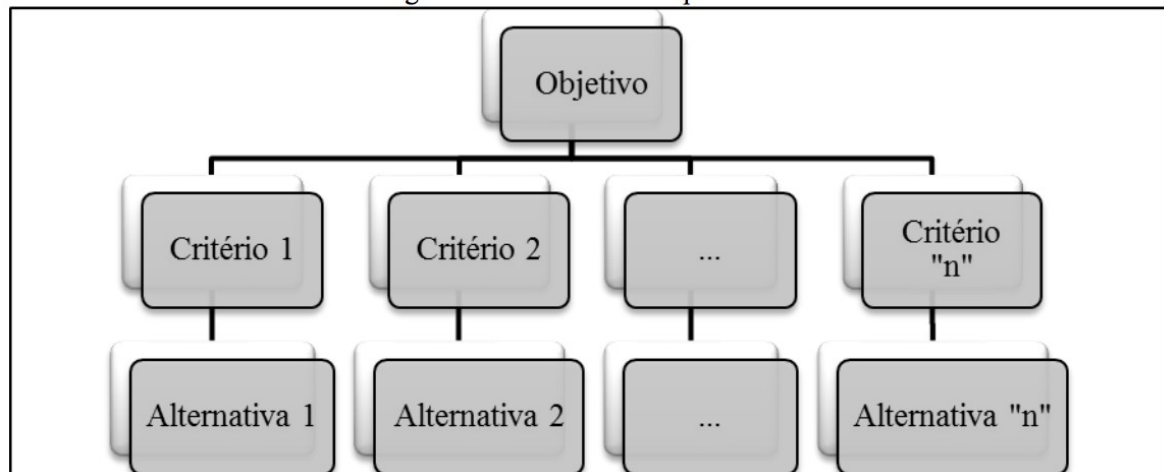 Objetivo
Critério 1
Critério 2
...
Critério
"n"
Alternativa 1
Alternativa 2
...
Alternativa "n"